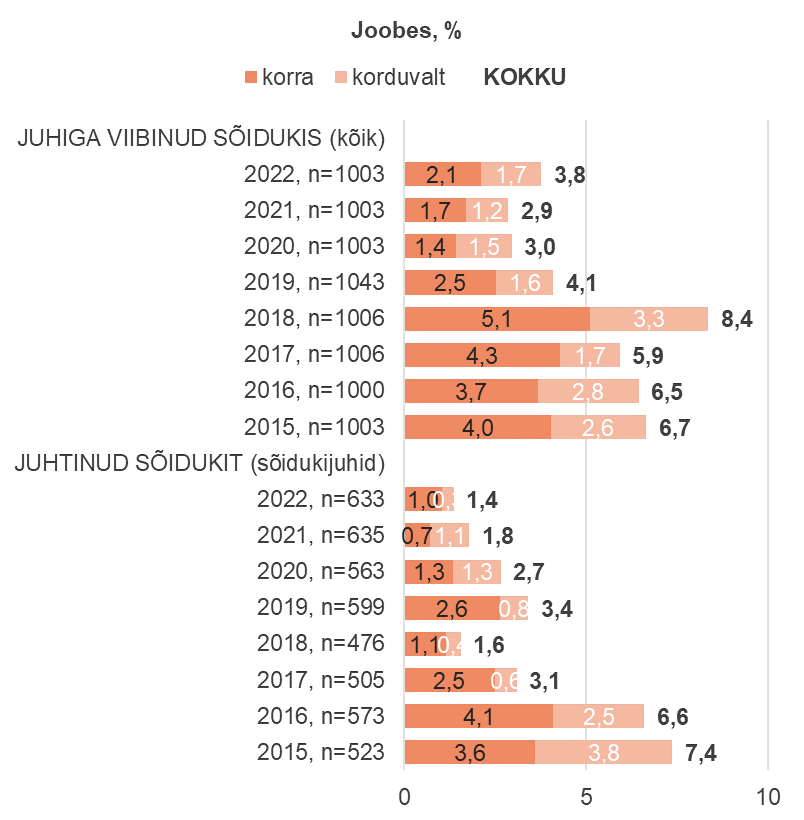 Joobes, %
korra korduvalt KOKKU
JUHIGA VIIBINUD SÕIDUKIS (kõik)
2022, n=1003 2,1 1,7 3,8
2021, n=1003 1,7 1,2 2,9
2020, n=1003 1,4 1,5 3,0
2019, n=1043 2,5 1,6 4,1
2018, n=1006 5,1 3,3 8,4
2017, n=1006 4,3 1,7 5,9
2016, n=1000 3,7 2,8 6,5
2015, n=1003 4,0 2,6 6,7
JUHTINUD SÕIDUKIT (sõidukijuhid)
2022, n=633 1,0 1,4
2021, n=635 0,7 1,1 1,8
2020, n=563 1,3 1,3 2,7
2019, n=599 2,6 0,8 3,4
2018, n=476 1,1 0,4 1,6
2017, n=505 2,5 0,6 3,1
2016, n=573 4,1 2,5 6,6
2015, n=523 3,6 3,8 7,4
0 5 10